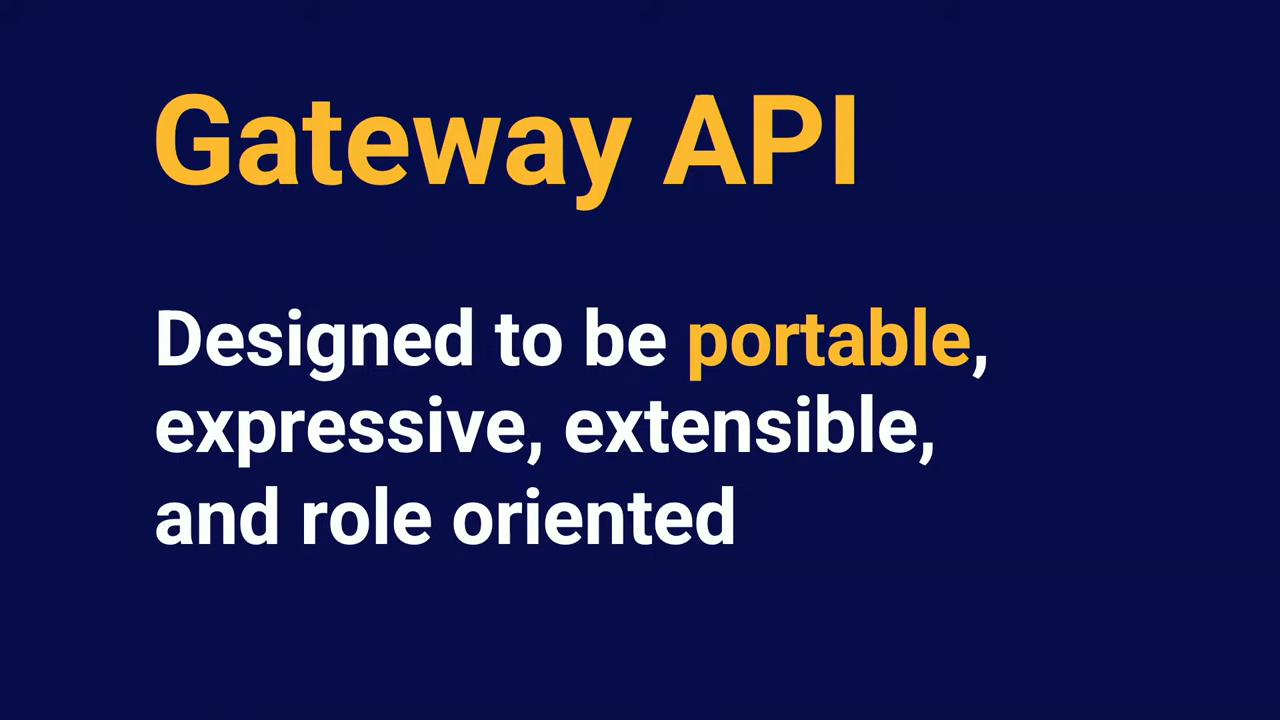 Gateway API
Designed to be portable,
expressive, extensible,
and role oriented